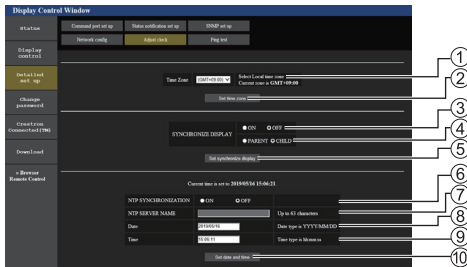 Display Control Window
Status
Display
control
Detailed
set up
Change
password
Crestron
Connected(TM)
Download
» Browser
Remote Control
Command port set up
Status notification set up
SNMP set up
Network config
Adjust clock
Ping test
Time Zone
(GMT+09:00)
Select Local time zone
Current zone is GMT+09:00
Set time zone
SYNCHRONIZE DISPLAY
ON OFF
PARENT CHILD
Set synchronize display
Current time is set to 2019/05/16 15:06:21
NTP SYNCHRONIZATION
ON OFF
NTP SERVER NAME
Up to 63 characters
Date
2019/05/16
Date type is YYYY/MM/DD
Time
15:06:11
Time type is hh:mm:ss
Set date and time
1
2
3
4
5
6
7
8
9
10